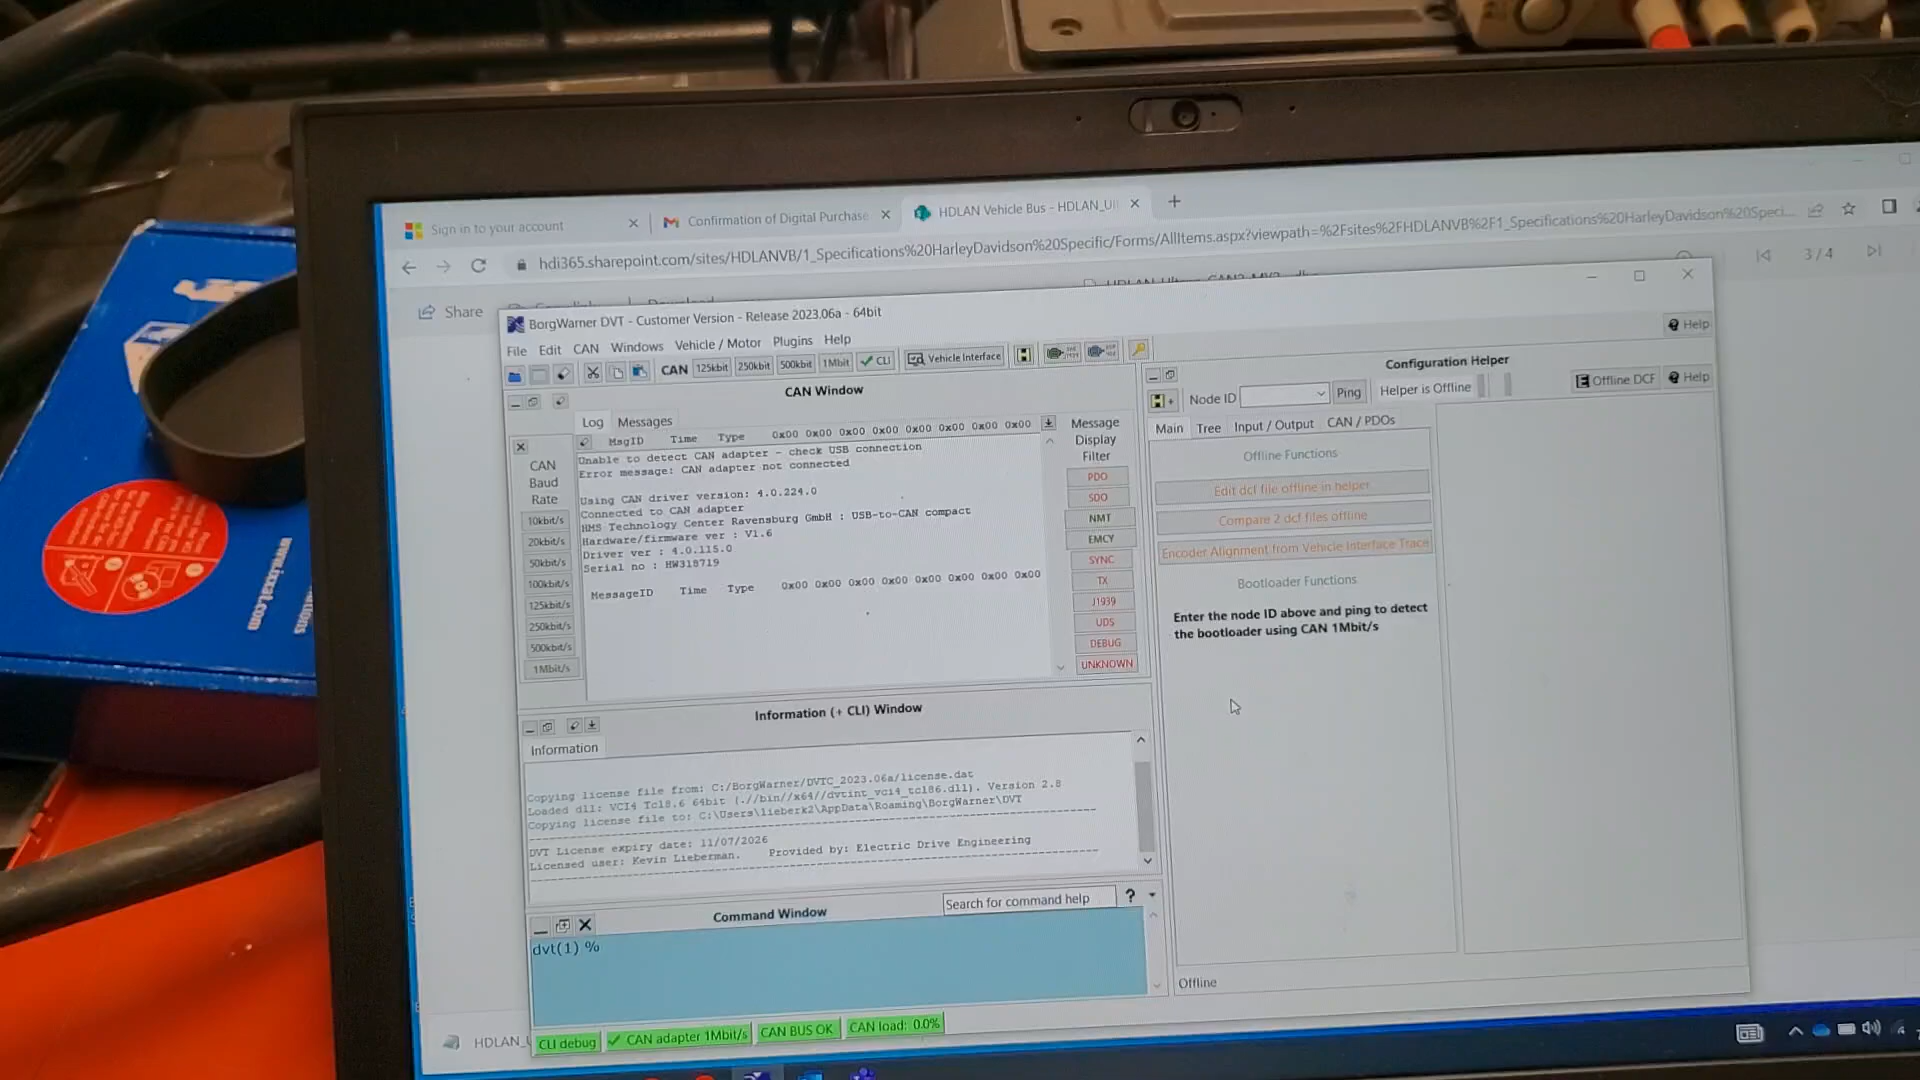 Sign in to your account
Confirmation of Digital Purchase
HDLAN Vehicle Bus - HDLAN_Ul
hdi365.sharepoint.com/sites/HDLANVB/1_Specifications%20HarleyDavidson%20Specific/Forms/AllItems.aspx?viewpath=%2Fsites%2FHDLANVB%2F1_Specifications%20HarleyDavidson%20Speci...
Share
3 / 4
BorgWarner DVT - Customer Version - Release 2023.06a - 64bit
File Edit CAN Windows Vehicle / Motor Plugins Help
Help
CAN 125kbit 250kbit 500kbit 1Mbit CLI Vehicle Interface
CAN Window
Log Messages
MsgID Time Type 0x00 0x00 0x00 0x00 0x00 0x00 0x00 0x00
CAN
Baud
Rate
10kbit/s
20kbit/s
50kbit/s
100kbit/s
125kbit/s
250kbit/s
500kbit/s
1Mbit/s
Unable to detect CAN adapter - check USB connection
Error message: CAN adapter not connected
Using CAN driver version: 4.0.224.0
Connected to CAN adapter
HMS Technology Center Ravensburg GmbH : USB-to-CAN compact
Hardware/firmware ver : V1.6
Driver ver : 4.0.115.0
Serial no : HW318719
MessageID Time Type 0x00 0x00 0x00 0x00 0x00 0x00 0x00 0x00
Message
Display
Filter
PDO
SDO
NMT
EMCY
SYNC
TX
J1939
UDS
DEBUG
UNKNOWN
Configuration Helper
Node ID Ping Helper is Offline Offline DCF Help
Main Tree Input / Output CAN / PDOs
Offline Functions
Edit dcf file offline in helper
Compare 2 dcf files offline
Encoder Alignment from Vehicle Interface Trace
Bootloader Functions
Enter the node ID above and ping to detect
the bootloader using CAN 1Mbit/s
Offline
Information (+ CLI) Window
Information
Copying license file from: C:/BorgWarner/DVTC_2023.06a/license.dat
Loaded dll: VCI4 Tcl8.6 64bit (.//bin//x64//dvtint_vci4_tcl86.dll). Version 2.8
Copying license file to: C:\Users\lieberk2\AppData\Roaming\BorgWarner\DVT
DVT License expiry date: 11/07/2026
Licensed user: Kevin Lieberman. Provided by: Electric Drive Engineering
Command Window
Search for command help ?
dvt(1) %
CLI debug CAN adapter 1Mbit/s CAN BUS OK CAN load: 0.0%
HDLAN_U